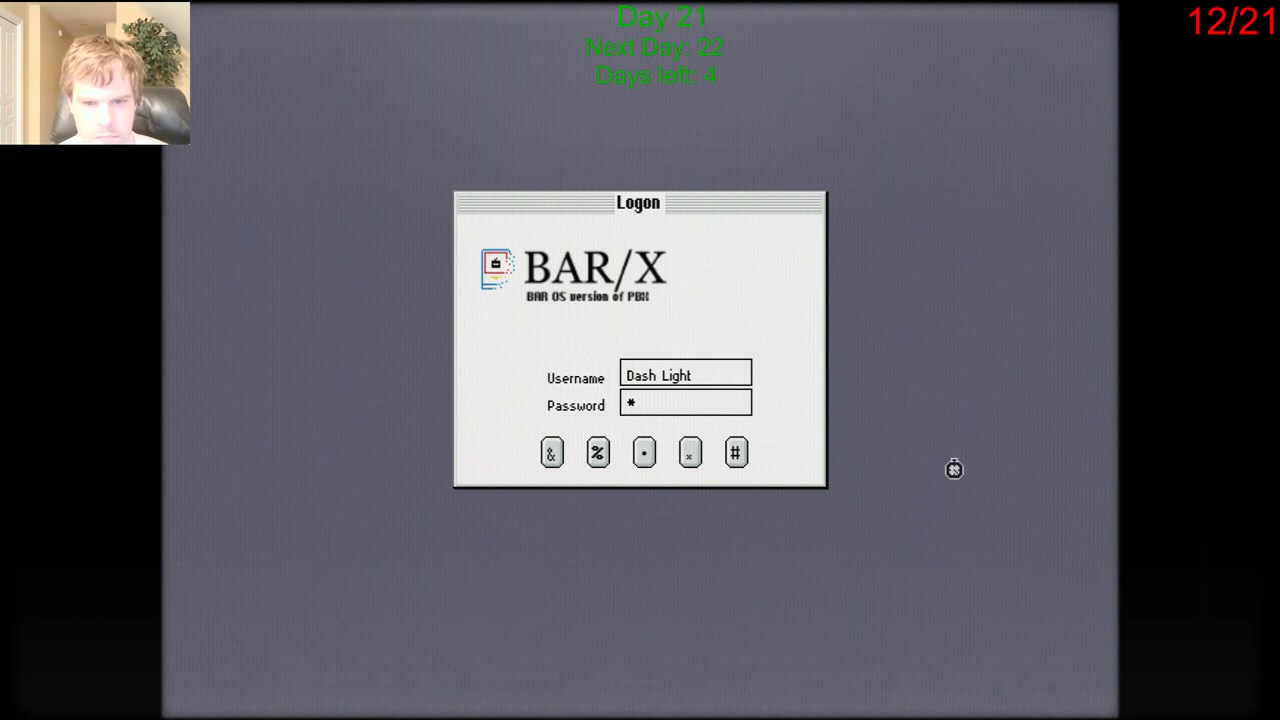 Day 21
Next Day: 22
Days left: 4
12/21
Logon
BAR/X
BAR OS version of PBX
Username
Dash Light
Password
*
& % • × #